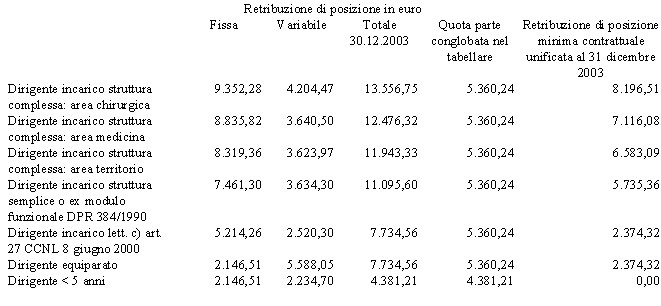 Retribuzione di posizione in euro
Fissa Variabile Totale 30.12.2003 Quota parte conglobata nel tabellare Retribuzione di posizione minima contrattuale unificata al 31 dicembre 2003
Dirigente incarico struttura complessa: area chirurgica 9.352,28 4.204,47 13.556,75 5.360,24 8.196,51
Dirigente incarico struttura complessa: area medicina 8.835,82 3.640,50 12.476,32 5.360,24 7.116,08
Dirigente incarico struttura complessa: area territorio 8.319,36 3.623,97 11.943,33 5.360,24 6.583,09
Dirigente incarico struttura semplice o ex modulo funzionale DPR 384/1990 7.461,30 3.634,30 11.095,60 5.360,24 5.735,36
Dirigente incarico lett. c) art. 27 CCNL 8 giugno 2000 5.214,26 2.520,30 7.734,56 5.360,24 2.374,32
Dirigente equiparato 2.146,51 5.588,05 7.734,56 5.360,24 2.374,32
Dirigente < 5 anni 2.146,51 2.234,70 4.381,21 4.381,21 0,00